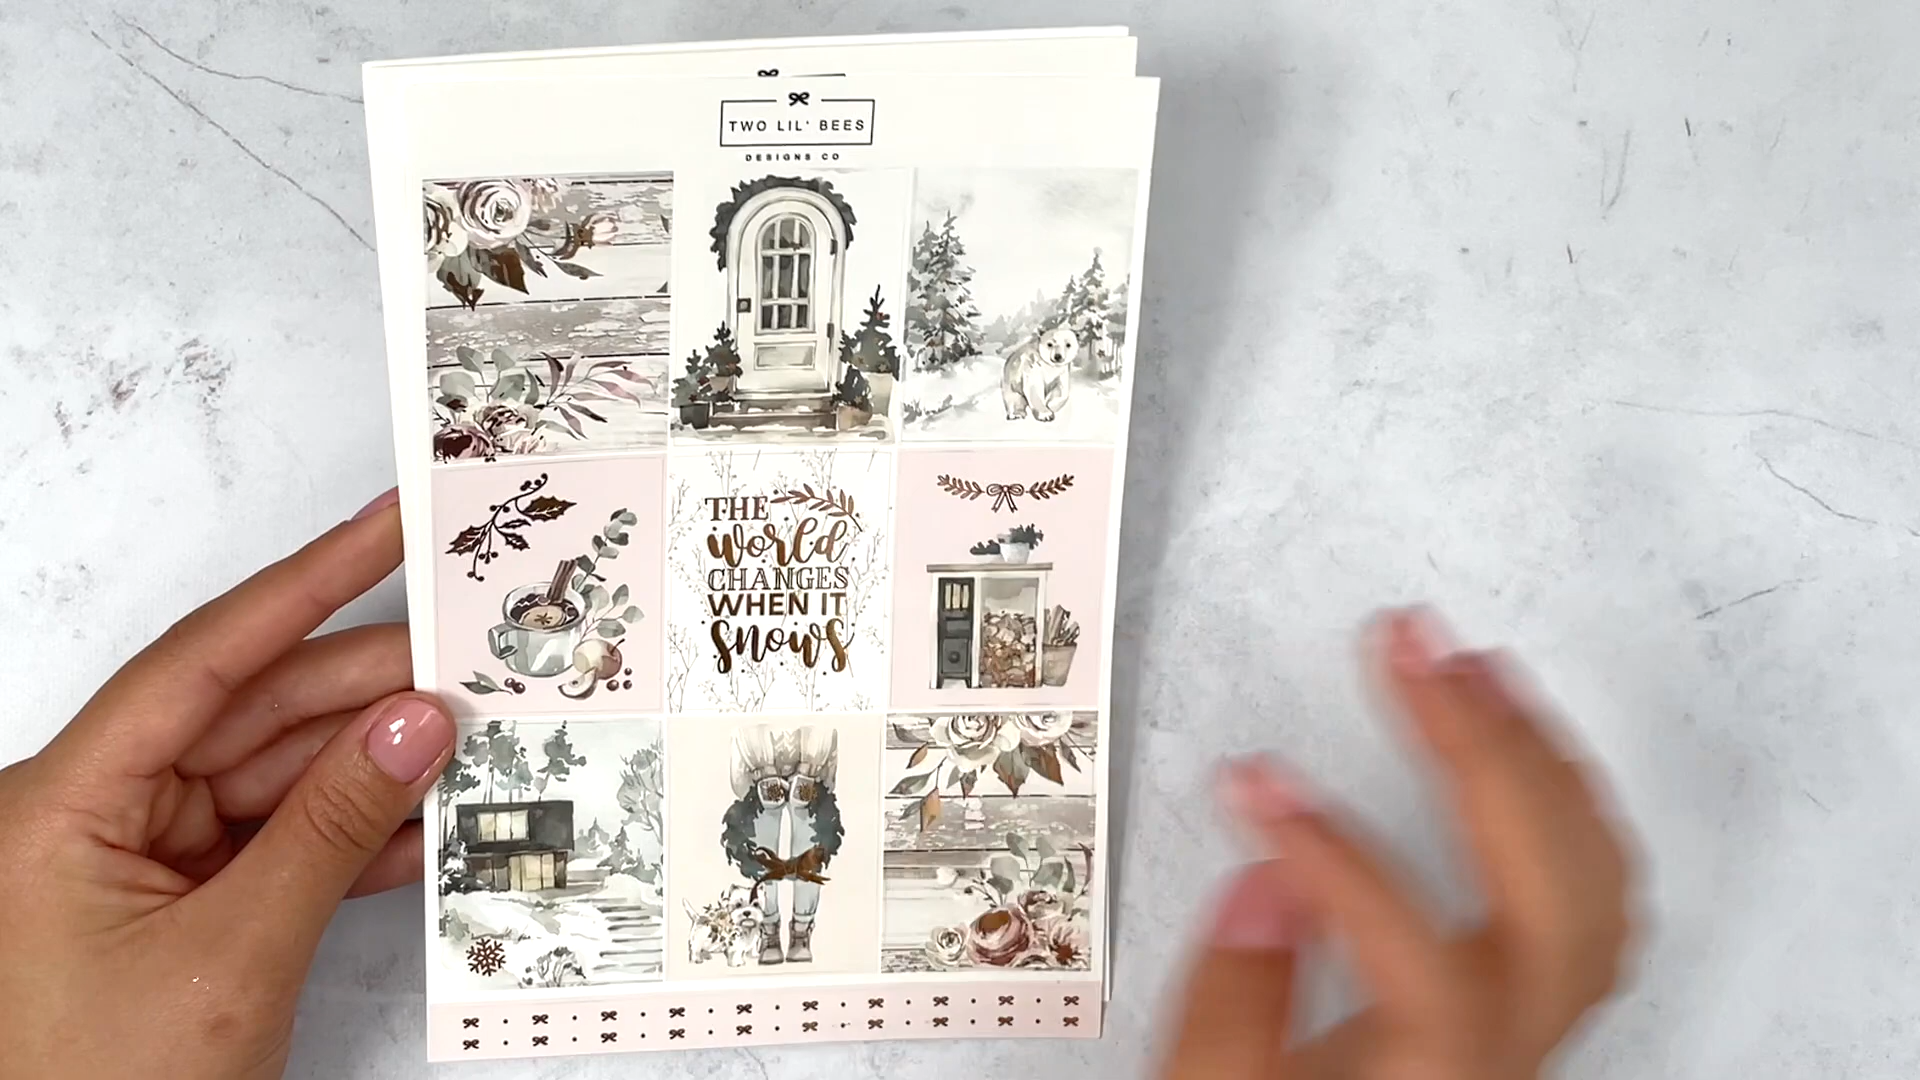 TWO LIL' BEES
DESIGNS CO
THE
world
CHANGES
WHEN IT
snows